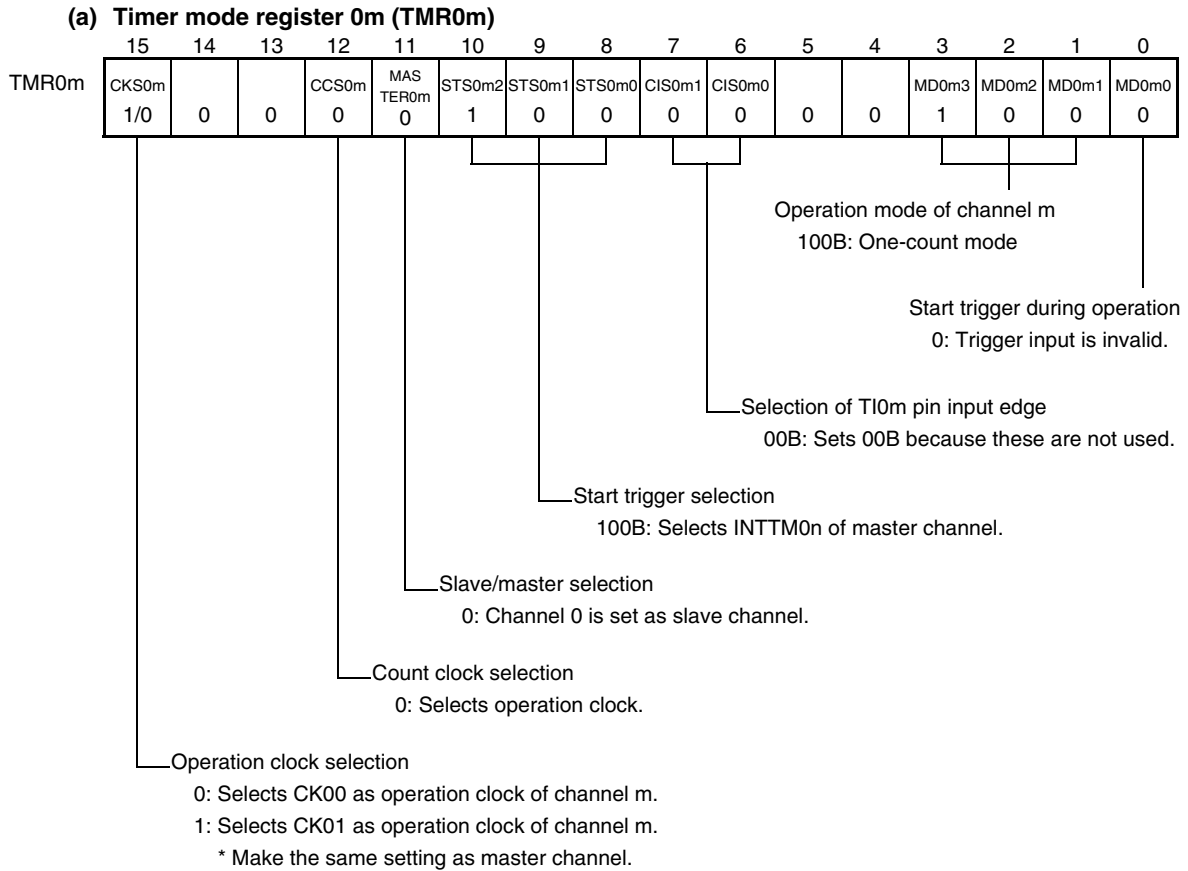 (a) Timer mode register 0m (TMR0m)
15 14 13 12 11 10 9 8 7 6 5 4 3 2 1 0
TMR0m
CKS0m CCS0m MAS TER0m STS0m2 STS0m1 STS0m0 CIS0m1 CIS0m0 MD0m3 MD0m2 MD0m1 MD0m0
1/0 0 0 0 0 1 0 0 0 0 0 0 1 0 0 0
Operation mode of channel m
100B: One-count mode
Start trigger during operation
0: Trigger input is invalid.
Selection of TI0m pin input edge
00B: Sets 00B because these are not used.
Start trigger selection
100B: Selects INTTM0n of master channel.
Slave/master selection
0: Channel 0 is set as slave channel.
Count clock selection
0: Selects operation clock.
Operation clock selection
0: Selects CK00 as operation clock of channel m.
1: Selects CK01 as operation clock of channel m.
* Make the same setting as master channel.